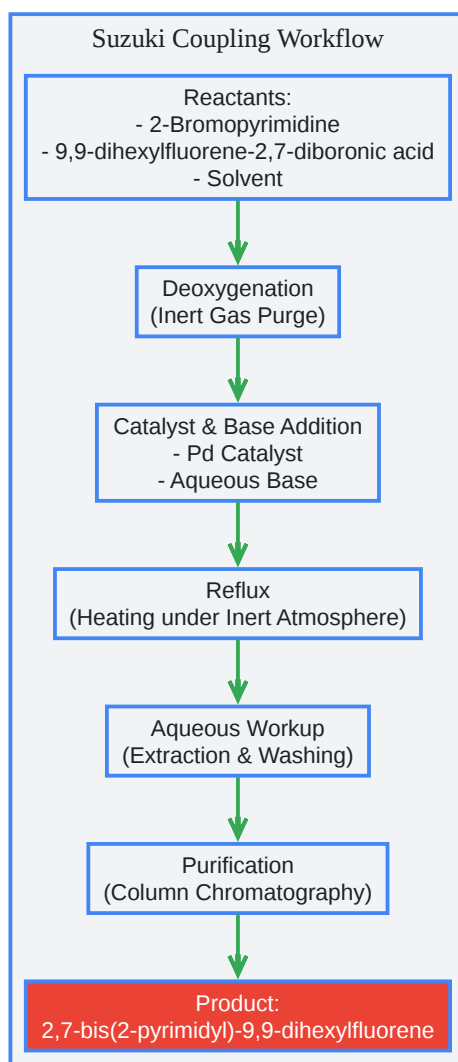 Suzuki Coupling Workflow
Reactants:
- 2-Bromopyrimidine
- 9,9-dihexylfluorene-2,7-diboronic acid
- Solvent
Deoxygenation
(Inert Gas Purge)
Catalyst & Base Addition
- Pd Catalyst
- Aqueous Base
Reflux
(Heating under Inert Atmosphere)
Aqueous Workup
(Extraction & Washing)
Purification
(Column Chromatography)
Product:
2,7-bis(2-pyrimidyl)-9,9-dihexylfluorene